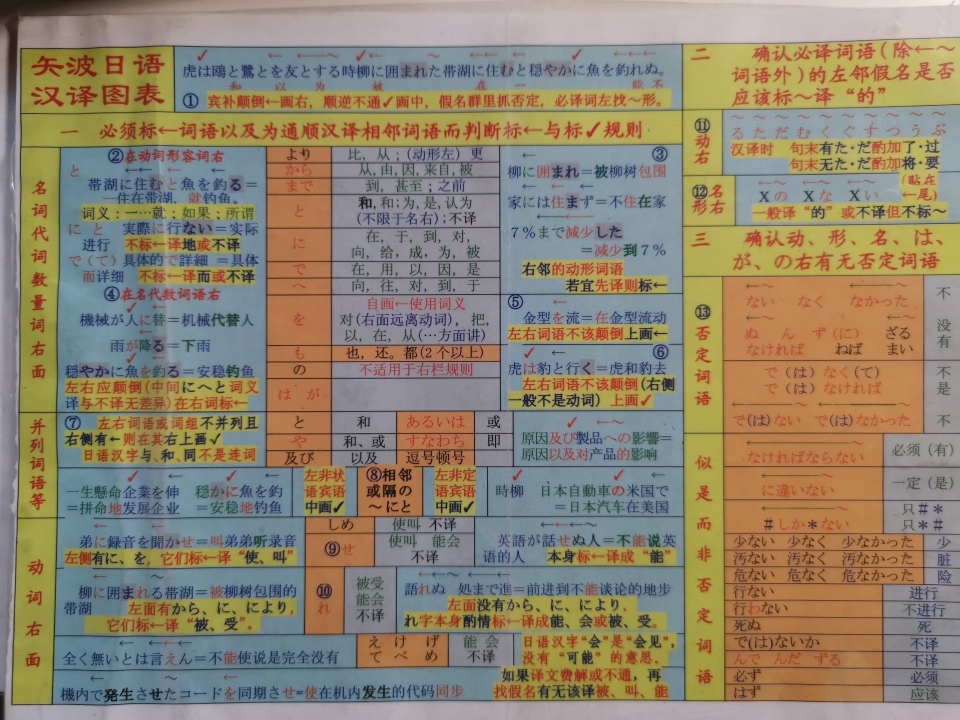 矢波日语
汉译图表
虎は鴎と鷺とを友とする時柳に囲まれた帯湖に住むと穏やかに魚を釣れぬ。
和 以 为 被 在 一 能不
① 宾补颠倒←画右，顺逆不通✓画中，假名群里抓否定，必译词左找～形。
一 必须标←词语以及为通顺汉译相邻词语而判断标←与标✓规则
名词代词数量词右面
②在动词形容词右
と
帯湖に住むと魚を釣る＝
一住在带湖，就钓鱼。
词义：一…就；如果；所谓
に と 実際に行ない＝实际
进行 不标←译地或不译
で（て）具体的で詳細＝具体
而详细 不标←译而或不译
④在名代数词语右
機械が人に替＝机械代替人
雨が降る＝下雨
穏やかに魚を釣る＝安稳钓鱼
左右应颠倒(中间にへと词义
译与不译无差异)在右词标←
より 比，从；(动形左) 更
から 从,由,因,来自,被
まで 到，甚至；之前
と 和,和;为,是,认为
(不限于名右);不译
に 在，于，到，对，
向，给，成，为，被
で 在，用，以，因，是
へ 向，往，对，到，于
を 自画←使用词义
对(右面远离动词)，把，
以，在,从(…方面讲)
も 也，还。都(2个以上)
の 不适用于右栏规则
は が
③
柳に囲まれ＝被柳树包围
家には住まず＝不住在家
７％まで減少した
＝减少到７％
右邻的动形词语
若宜先译则标←
⑤
金型を流＝在金型流动
左右词语不该颠倒上画←
⑥
虎は豹と行く＝虎和豹去
左右词语不该颠倒(右侧
一般不是动词) 上画✓
并列词语等
⑦ 左右词语或词组不并列且
右侧有←则在其右上画✓
日语汉字与、和、同不是连词
と 和 あるいは 或
や 和、或 すなわち 即
及び 以及 逗号顿号
原因及び製品への影響＝
原因以及对产品的影响
一生懸命企業を伸 穏かに魚を釣
＝拼命地发展企业 ＝安稳地钓鱼
左非状
语宾语
中画✓
⑧相邻
或隔の
～にと
左非定
语宾语
中画✓
時柳 日本自動車の米国で
＝日本汽车在美国
动词右面
弟に録音を聞かせ＝叫弟弟听录音
左侧有に、を，它们标←译“使、叫”
⑨せ
しめ 使叫 不译
使叫 能会
不译
英語が話せぬ人＝不能说英
语的人 本身标←译成“能”
柳に囲まれる帯湖＝被柳树包围的
帯湖 左面有から、に、により，
它们标←译“被、受”。
⑩れ
被受
能会
不译
語れぬ 処まで進＝前进到不能谈论的地步
左面没有から、に、により，
れ字本身酌情标←译成能、会或被、受。
全く無いとは言えん＝不能使说是完全没有
え け げ
て べ め
能 会
不译
日语汉字“会”是“会见”，
没有“可能”的意思。
機内で発生させたコードを同期させ＝使在机内发生的代码同步
如果译文费解或不通，再
找假名有无该译被、叫、能
二 确认必译词语(除←～
词语外)的左邻假名是否
应该标～译“的”
⑪动右
る た だ む く ぐ す つ う ぶ
汉译时 句末有た·だ酌加了·过
句末无た·だ酌加将·要
⑫名形右
Ｘの Ｘな Ｘい
(贴在
←尾)
一般译“的”或不译但不标～
三 确认动、形、名、は、
が、の右有无否定词语
⑬否定词语
ない なく なかった 不
ぬ ん ず(に) ざる
なければ ねば まい
没有
で（は）なく(て)
で（は）なければ
不是
で(は)ない で(は)なかった 不
似是而非否定词语
なければならない 必须（有）
に違いない 一定（是）
＃しか＊ない 只＃＊
只＃＊
少ない 少なく 少なかった 少
汚ない 汚なく 汚なかった 脏
危ない 危なく 危なかった 险
行ない 进行
行わない 不进行
死ぬ 死
で(は)ないか 不译
んで んだ ずる 不译
必ず 必须
はず 应该